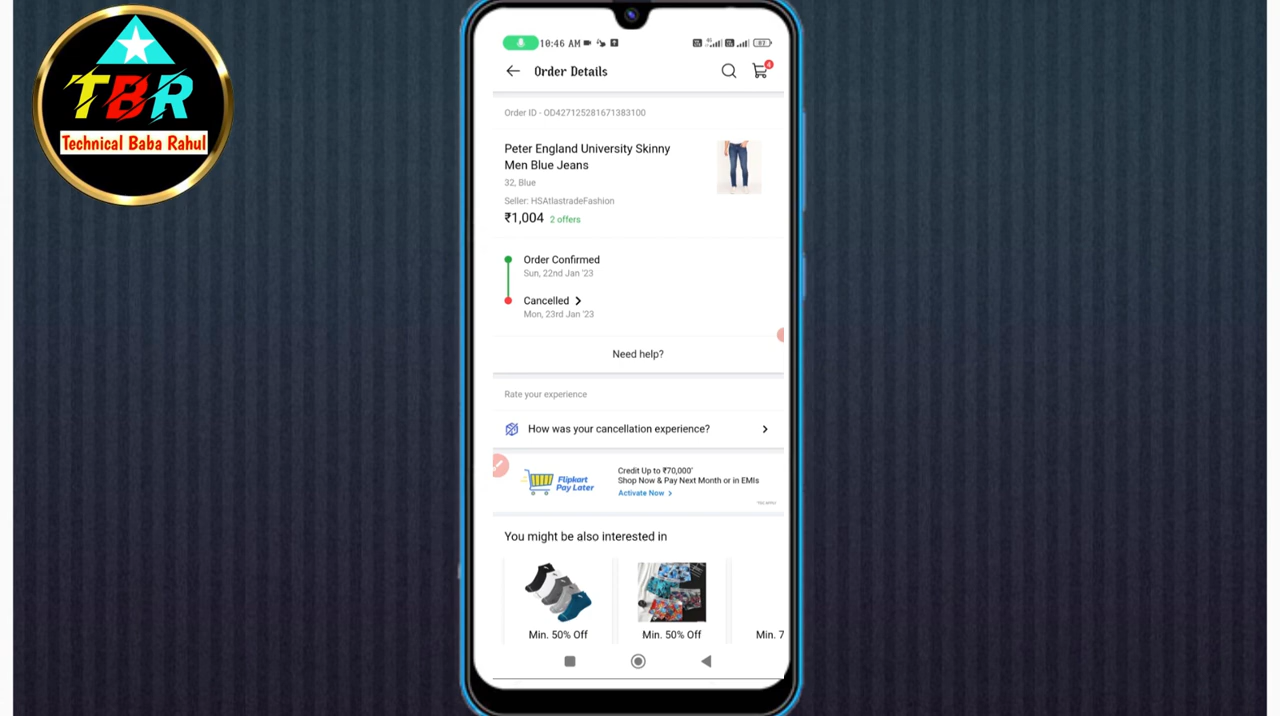 TBR
Technical Baba Rahul
10:46 AM
82
Order Details
4
Order ID - OD427125281671383100
Peter England University Skinny
Men Blue Jeans
32, Blue
Seller: HSAtlastradeFashion
₹1,004 2 offers
Order Confirmed
Sun, 22nd Jan '23
Cancelled
Mon, 23rd Jan '23
Need help?
Rate your experience
How was your cancellation experience?
Flipkart
Pay Later
Credit Up to ₹70,000*
Shop Now & Pay Next Month or in EMIs
Activate Now
You might be also interested in
Min. 50% Off
Min. 50% Off
Min. 7